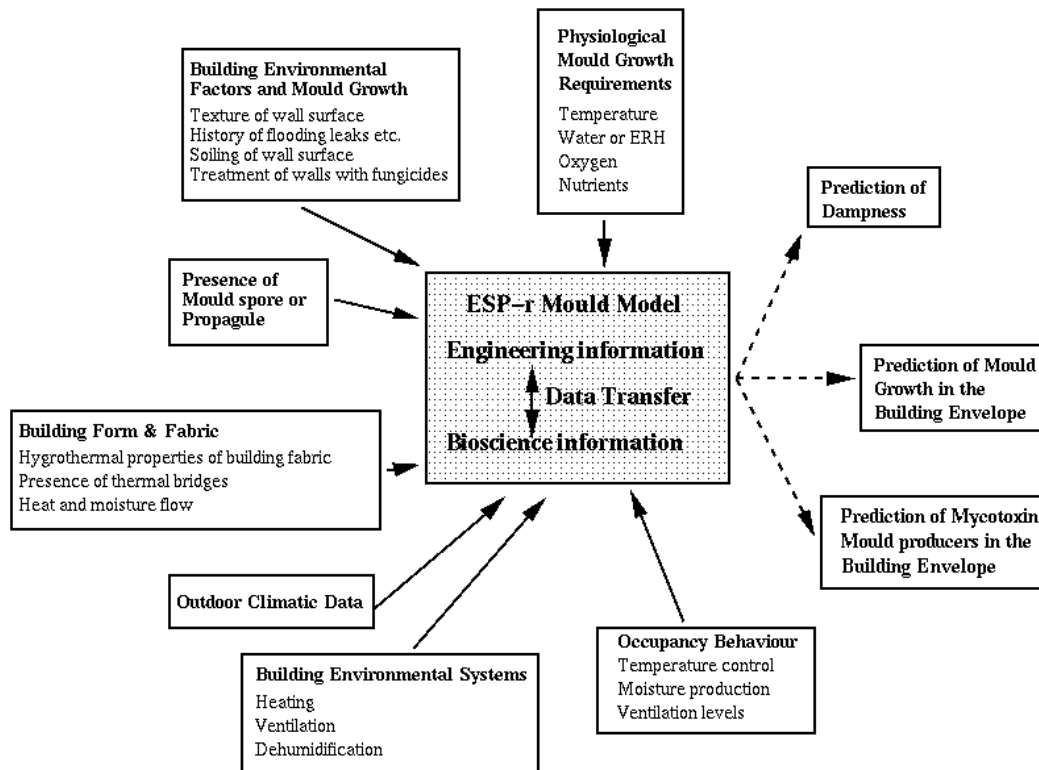 Building Environmental
Factors and Mould Growth
Texture of wall surface
History of flooding leaks etc.
Soiling of wall surface
Treatment of walls with fungicides
Physiological
Mould Growth
Requirements
Temperature
Water or ERH
Oxygen
Nutrients
Prediction of
Dampness
Presence of
Mould spore or
Propagule
ESP-r Mould Model
Engineering information
Data Transfer
Bioscience information
Prediction of Mould
Growth in the
Building Envelope
Building Form & Fabric
Hygrothermal properties of building fabric
Presence of thermal bridges
Heat and moisture flow
Prediction of Mycotoxin
Mould producers in the
Building Envelope
Outdoor Climatic Data
Building Environmental Systems
Heating
Ventilation
Dehumidification
Occupancy Behaviour
Temperature control
Moisture production
Ventilation levels